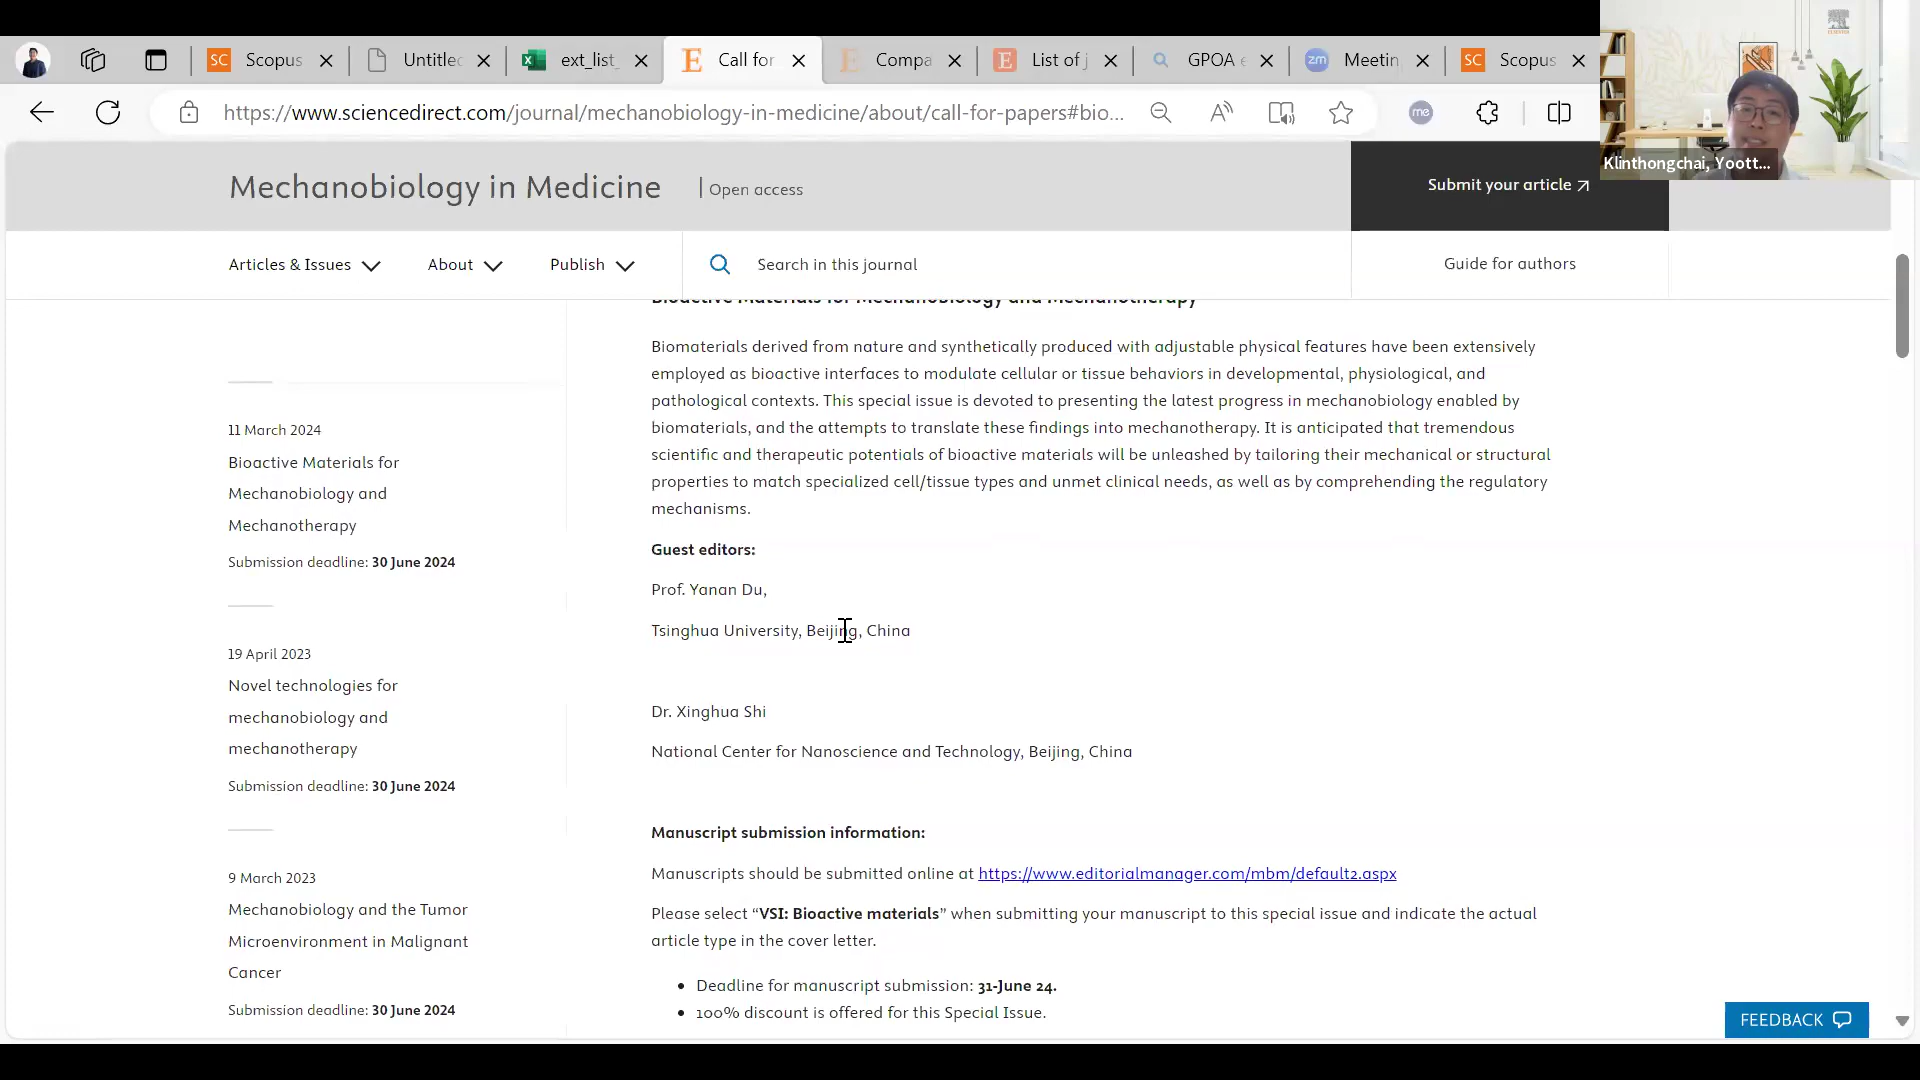 SC Scopus
Untitled
ext_list_
Call for
Compa
List of j
GPOA e
zm Meetin
SC Scopus
https://www.sciencedirect.com/journal/mechanobiology-in-medicine/about/call-for-papers#bio...
me
Klinthongchai, Yoott...
Mechanobiology in Medicine | Open access
Submit your article
Articles & Issues
About
Publish
Search in this journal
Guide for authors
Bioactive Materials for Mechanobiology and Mechanotherapy
Biomaterials derived from nature and synthetically produced with adjustable physical features have been extensively
employed as bioactive interfaces to modulate cellular or tissue behaviors in developmental, physiological, and
pathological contexts. This special issue is devoted to presenting the latest progress in mechanobiology enabled by
biomaterials, and the attempts to translate these findings into mechanotherapy. It is anticipated that tremendous
scientific and therapeutic potentials of bioactive materials will be unleashed by tailoring their mechanical or structural
properties to match specialized cell/tissue types and unmet clinical needs, as well as by comprehending the regulatory
mechanisms.
Guest editors:
Prof. Yanan Du,
Tsinghua University, Beijing, China
Dr. Xinghua Shi
National Center for Nanoscience and Technology, Beijing, China
Manuscript submission information:
Manuscripts should be submitted online at https://www.editorialmanager.com/mbm/default2.aspx
Please select “VSI: Bioactive materials” when submitting your manuscript to this special issue and indicate the actual
article type in the cover letter.
• Deadline for manuscript submission: 31-June 24.
• 100% discount is offered for this Special Issue.
11 March 2024
Bioactive Materials for
Mechanobiology and
Mechanotherapy
Submission deadline: 30 June 2024
19 April 2023
Novel technologies for
mechanobiology and
mechanotherapy
Submission deadline: 30 June 2024
9 March 2023
Mechanobiology and the Tumor
Microenvironment in Malignant
Cancer
Submission deadline: 30 June 2024
FEEDBACK